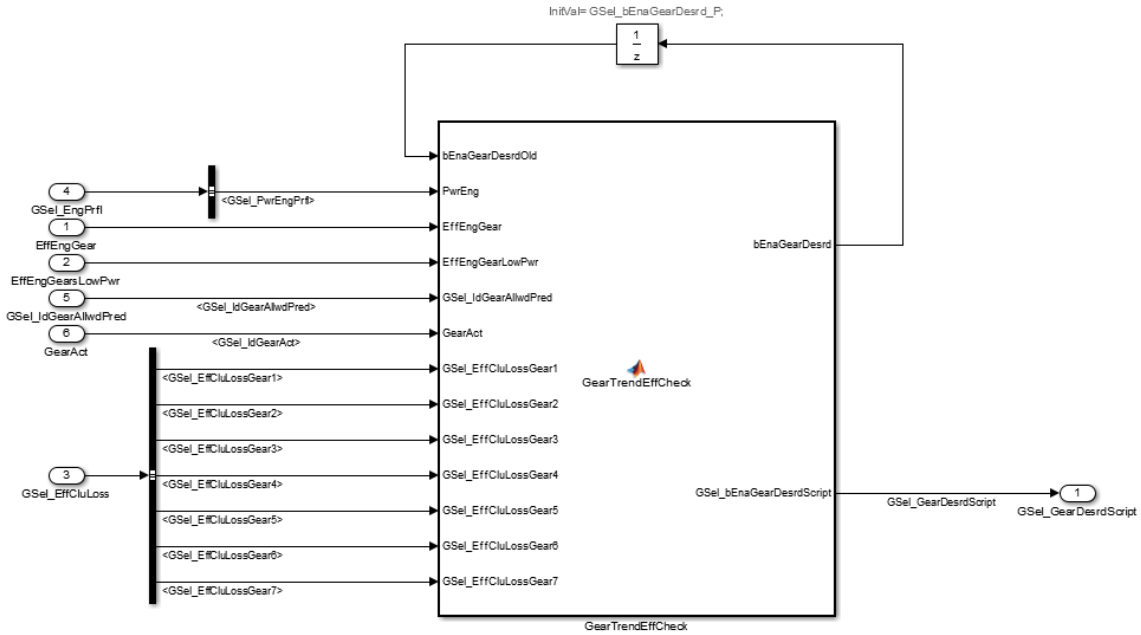 InitVal= GSel_bEnaGearDesrd_P;
1
z
bEnaGearDesrdOld
4
GSel_EngPrfl
<GSel_PwrEngPrfl>
PwrEng
1
EffEngGear
EffEngGear
2
EffEngGearsLowPwr
EffEngGearLowPwr
5
GSel_IdGearAllwdPred
<GSel_IdGearAllwdPred>
GSel_IdGearAllwdPred
6
GearAct
<GSel_IdGearAct>
GearAct
bEnaGearDesrd
<GSel_EffCluLossGear1>
GSel_EffCluLossGear1
<GSel_EffCluLossGear2>
GSel_EffCluLossGear2
<GSel_EffCluLossGear3>
GSel_EffCluLossGear3
3
GSel_EffCluLoss
<GSel_EffCluLossGear4>
GSel_EffCluLossGear4
<GSel_EffCluLossGear5>
GSel_EffCluLossGear5
<GSel_EffCluLossGear6>
GSel_EffCluLossGear6
<GSel_EffCluLossGear7>
GSel_EffCluLossGear7
GearTrendEffCheck
GSel_bEnaGearDesrdScript
GSel_GearDesrdScript
1
GSel_GearDesrdScript
GearTrendEffCheck